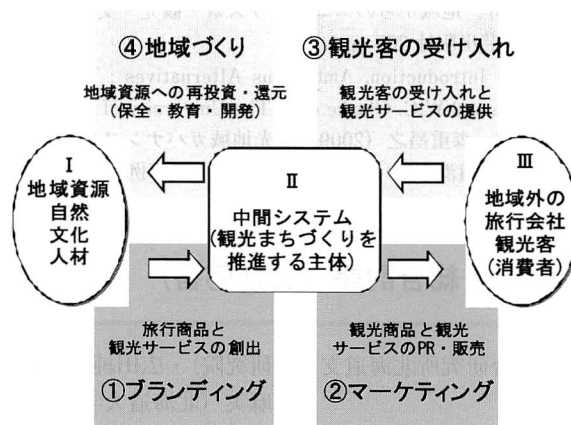 ④地域づくり
地域資源への再投資・還元
(保全・教育・開発)
③観光客の受け入れ
観光客の受け入れと
観光サービスの提供
Ⅰ
地域資源
自然
文化
人材
Ⅱ
中間システム
(観光まちづくりを
推進する主体)
Ⅲ
地域外の
旅行会社
観光客
(消費者)
旅行商品と
観光サービスの創出
①ブランディング
観光商品と観光
サービスのPR・販売
②マーケティング